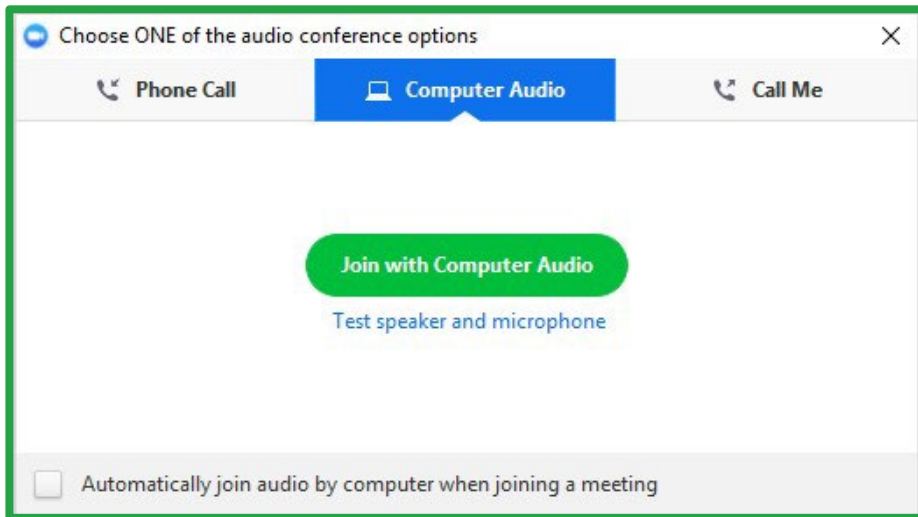 Choose ONE of the audio conference options
Phone Call
Computer Audio
Call Me
Join with Computer Audio
Test speaker and microphone
Automatically join audio by computer when joining a meeting